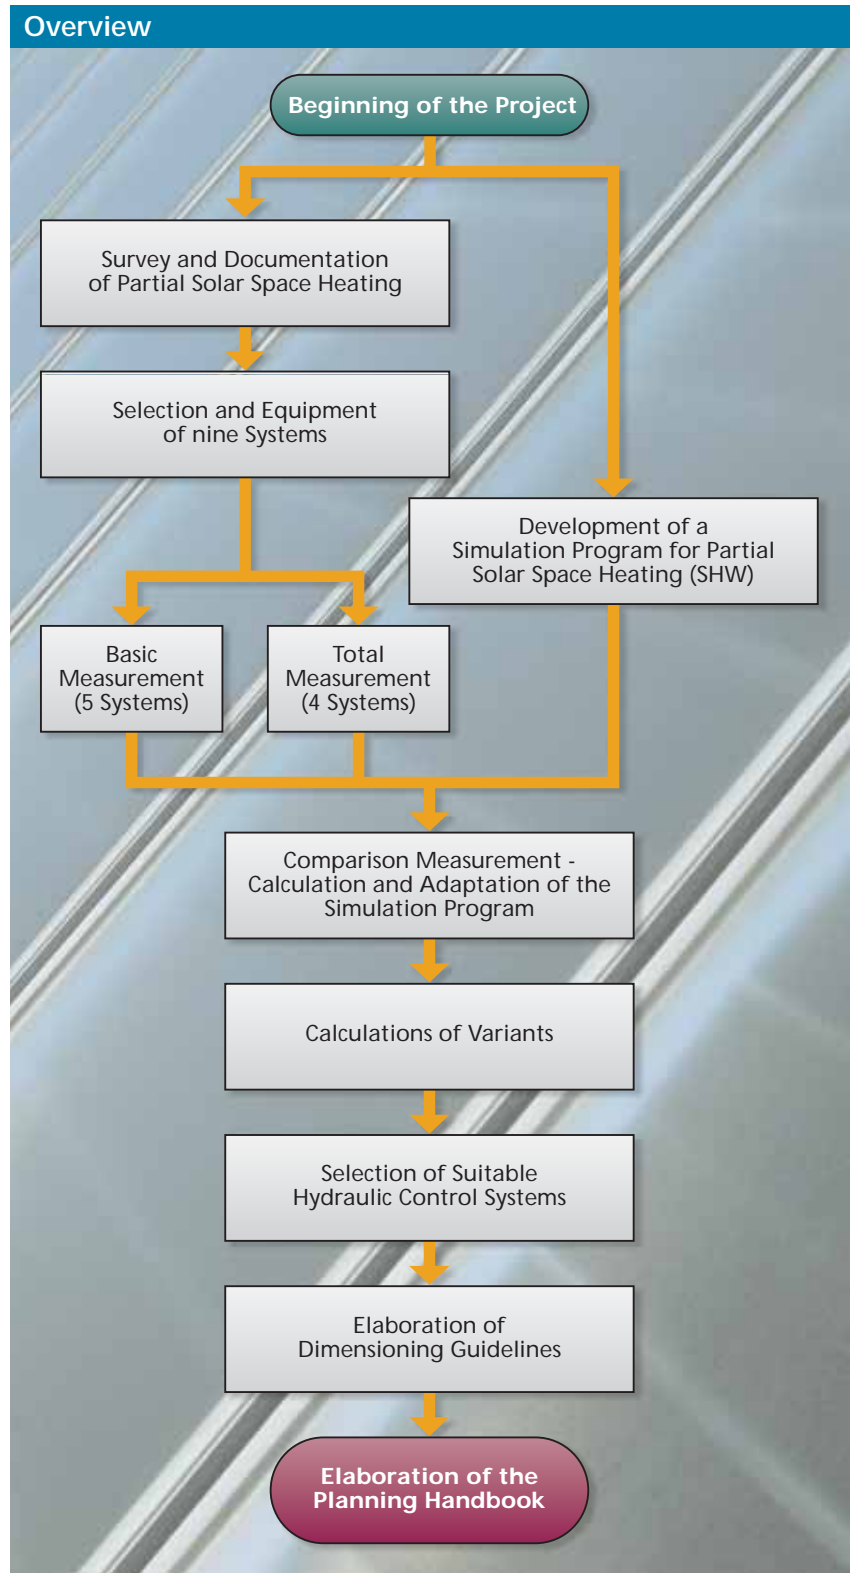 Overview
Beginning of the Project
Survey and Documentation
of Partial Solar Space Heating
Selection and Equipment
of nine Systems
Development of a
Simulation Program for Partial
Solar Space Heating (SHW)
Basic
Measurement
(5 Systems)
Total
Measurement
(4 Systems)
Comparison Measurement -
Calculation and Adaptation of the
Simulation Program
Calculations of Variants
Selection of Suitable
Hydraulic Control Systems
Elaboration of
Dimensioning Guidelines
Elaboration of the
Planning Handbook